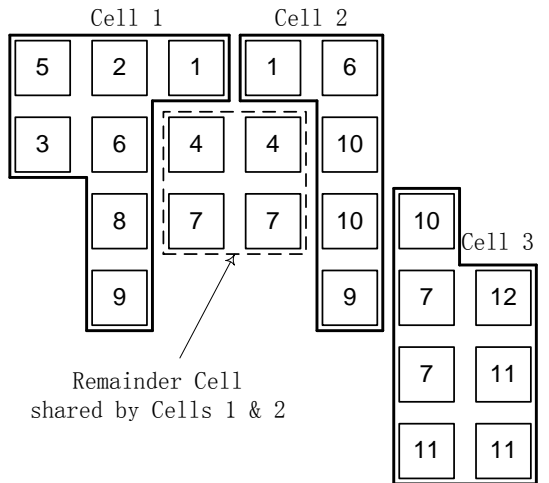 Cell 1 Cell 2
5 2 1 1 6
3 6 4 4 10
8 7 7 10 10
Cell 3
9 9 7 12
7 11
Remainder Cell
shared by Cells 1 & 2
11 11